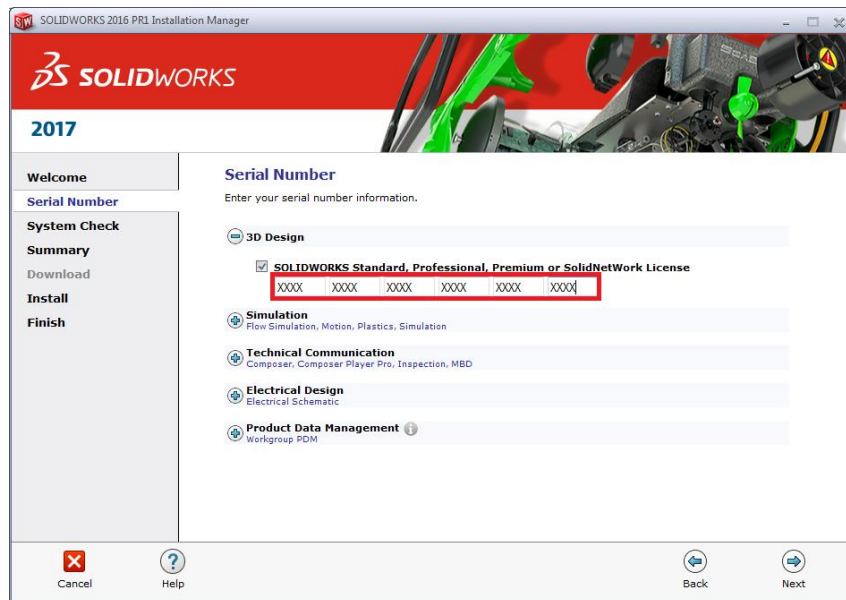 SOLIDWORKS 2016 PR1 Installation Manager
SOLIDWORKS
2017
Welcome
Serial Number
System Check
Summary
Download
Install
Finish
Serial Number
Enter your serial number information.
3D Design
SOLIDWORKS Standard, Professional, Premium or SolidNetWork License
XXXX XXXX XXXX XXXX XXXX XXXX
Simulation
Flow Simulation, Motion, Plastics, Simulation
Technical Communication
Composer, Composer Player Pro, Inspection, MBD
Electrical Design
Electrical Schematic
Product Data Management
Workgroup PDM
Cancel
Help
Back
Next